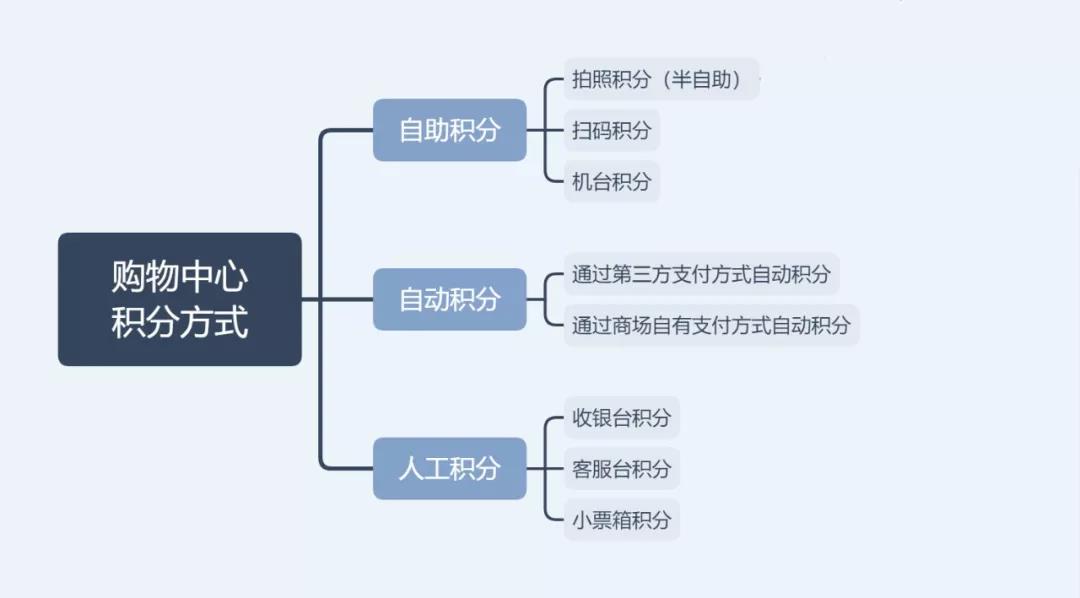 购物中心
积分方式
自助积分
拍照积分（半自助）
扫码积分
机台积分
自动积分
通过第三方支付方式自动积分
通过商场自有支付方式自动积分
人工积分
收银台积分
客服台积分
小票箱积分